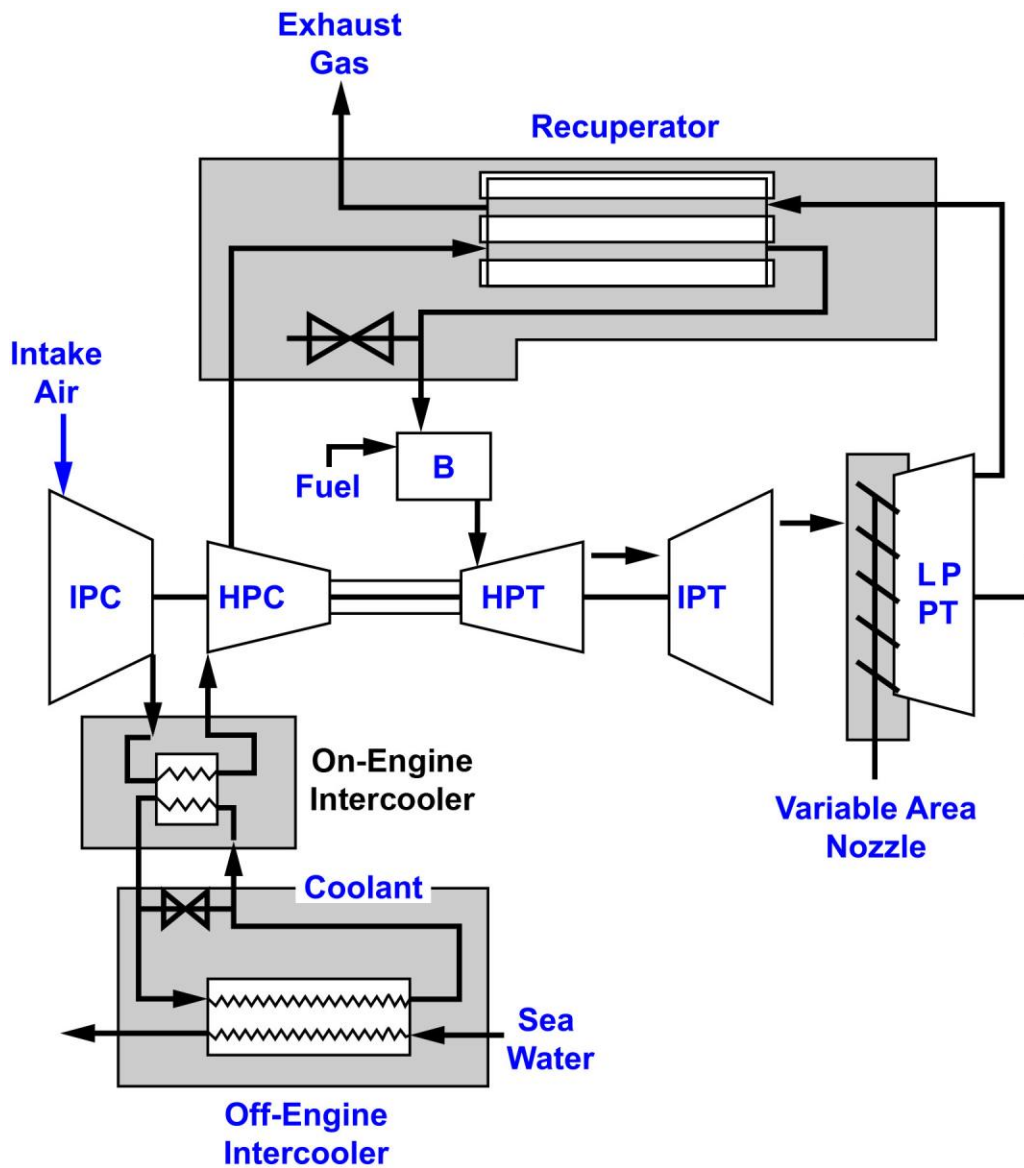 Exhaust
Gas
Recuperator
Intake
Air
Fuel
B
IPC
HPC
HPT
IPT
LP
PT
On-Engine
Intercooler
Variable Area
Nozzle
Coolant
Sea
Water
Off-Engine
Intercooler